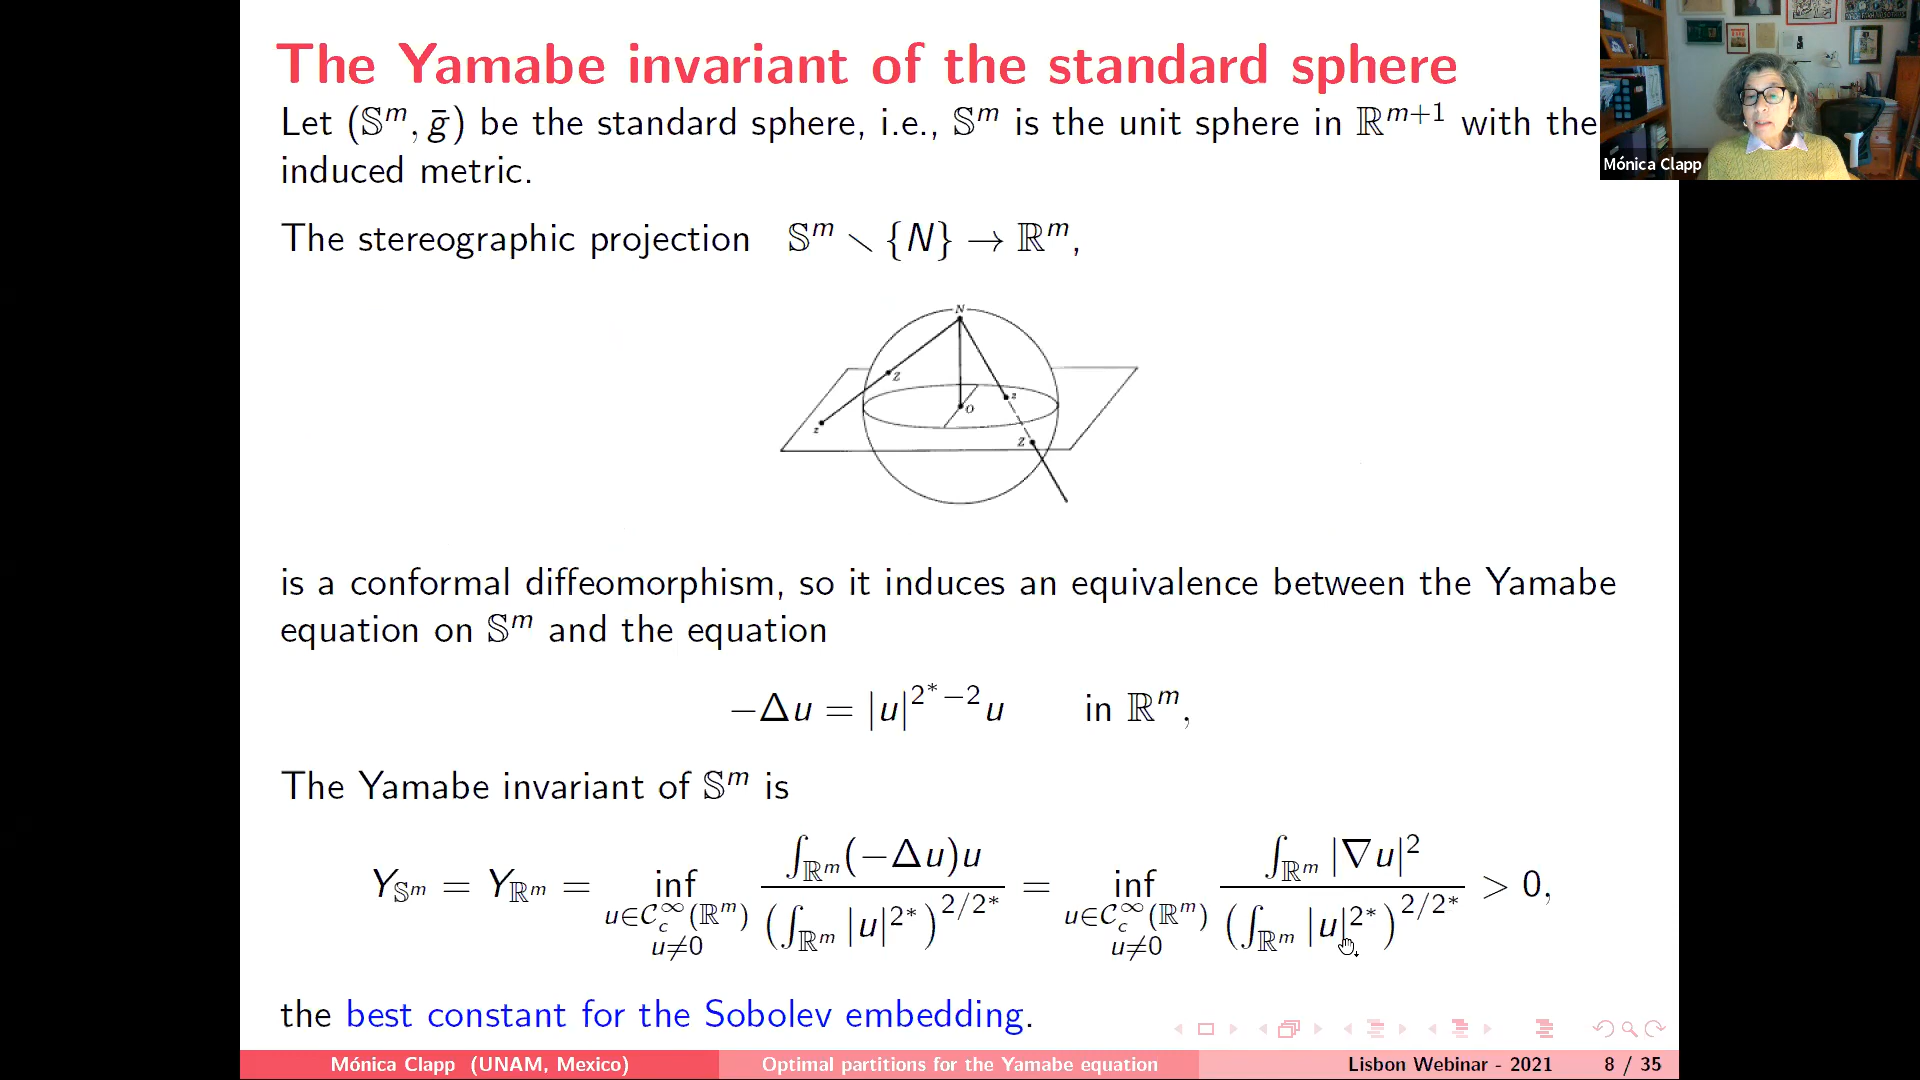 The Yamabe invariant of the standard sphere
Let (𝕊^m, ḡ) be the standard sphere, i.e., 𝕊^m is the unit sphere in ℝ^{m+1} with the
induced metric.
Mónica Clapp
The stereographic projection 𝕊^m ∖ {N} → ℝ^m,
N
Z
z
O
z
Z
is a conformal diffeomorphism, so it induces an equivalence between the Yamabe
equation on 𝕊^m and the equation
−Δu = |u|^{2*−2}u in ℝ^m,
The Yamabe invariant of 𝕊^m is
Y_{𝕊^m} = Y_{ℝ^m} = inf_{u∈𝒞_c^∞(ℝ^m), u≠0} ∫_{ℝ^m}(−Δu)u / (∫_{ℝ^m} |u|^{2*})^{2/2*} = inf_{u∈𝒞_c^∞(ℝ^m), u≠0} ∫_{ℝ^m} |∇u|^2 / (∫_{ℝ^m} |u|^{2*})^{2/2*} > 0,
the best constant for the Sobolev embedding.
Mónica Clapp (UNAM, Mexico) Optimal partitions for the Yamabe equation Lisbon Webinar - 2021 8 / 35